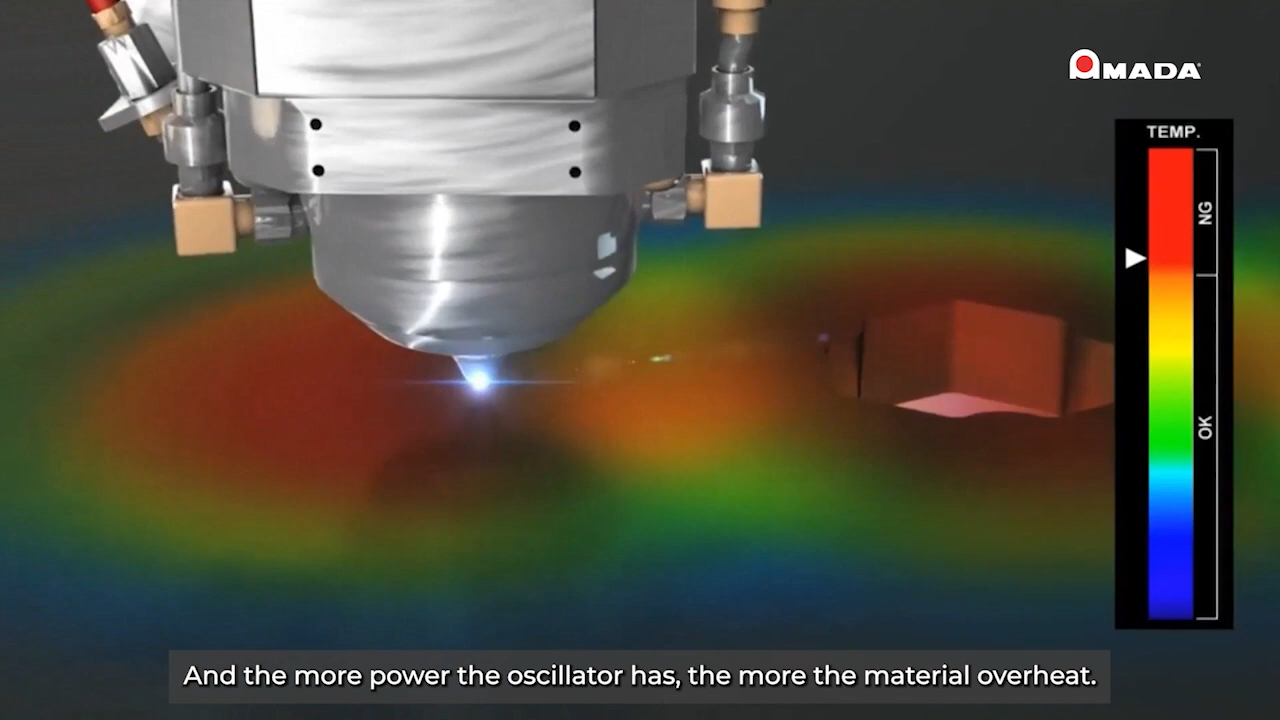 AMADA
TEMP.
NG
OK
And the more power the oscillator has, the more the material overheat.